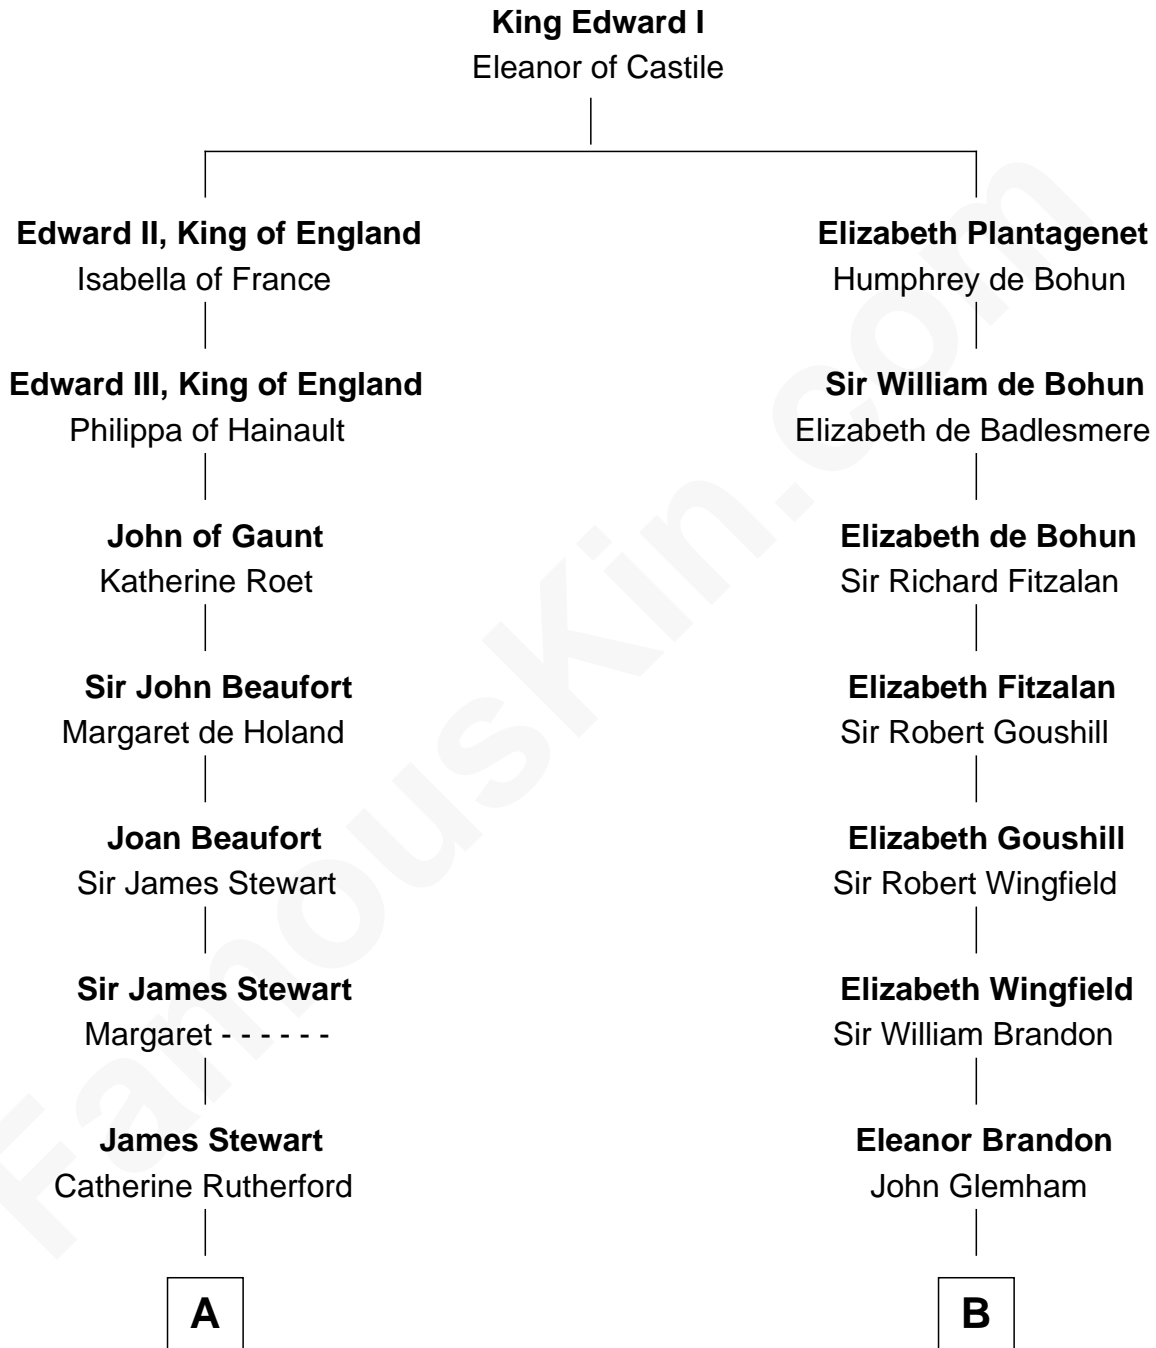 King Edward I
Eleanor of Castile
Edward II, King of England
Isabella of France
Edward III, King of England
Philippa of Hainault
John of Gaunt
Katherine Roet
Sir John Beaufort
Margaret de Holand
Joan Beaufort
Sir James Stewart
Sir James Stewart
Margaret - - - - - -
James Stewart
Catherine Rutherford
A
Elizabeth Plantagenet
Humphrey de Bohun
Sir William de Bohun
Elizabeth de Badlesmere
Elizabeth de Bohun
Sir Richard Fitzalan
Elizabeth Fitzalan
Sir Robert Goushill
Elizabeth Goushill
Sir Robert Wingfield
Elizabeth Wingfield
Sir William Brandon
Eleanor Brandon
John Glemham
B
FamousKin.com